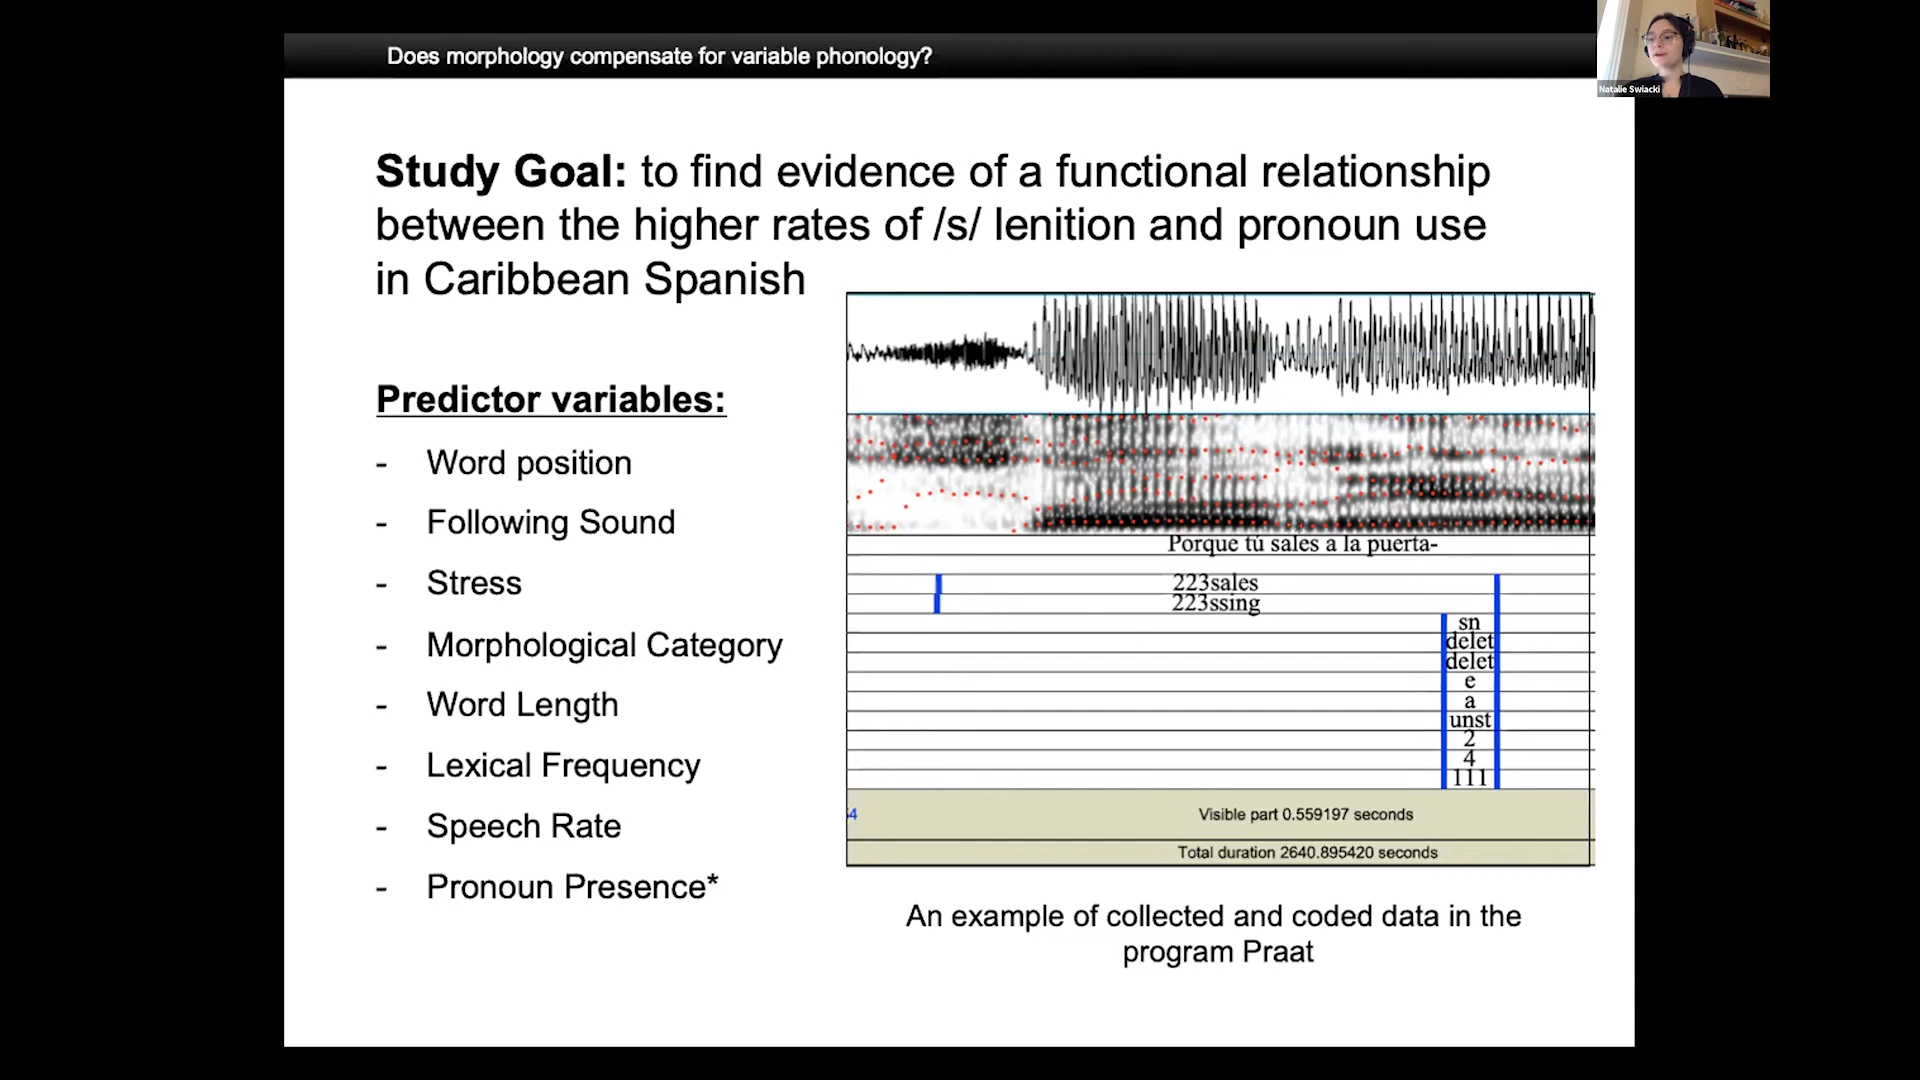 Does morphology compensate for variable phonology?
Natalie Swiacki
Study Goal: to find evidence of a functional relationship
between the higher rates of /s/ lenition and pronoun use
in Caribbean Spanish
Predictor variables:
- Word position
- Following Sound
- Stress
- Morphological Category
- Word Length
- Lexical Frequency
- Speech Rate
- Pronoun Presence*
Porque tú sales a la puerta-
223sales
223ssing
sn
delet
delet
e
a
unst
2
4
111
Visible part 0.559197 seconds
Total duration 2640.895420 seconds
An example of collected and coded data in the
program Praat